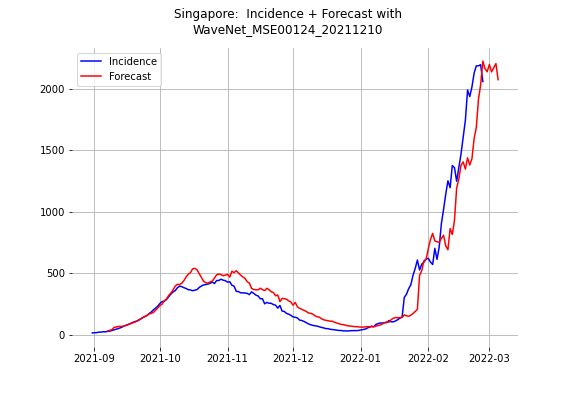 Singapore:  Incidence + Forecast with
WaveNet_MSE00124_20211210
Incidence
Forecast
2000
1500
1000
500
0
2021-09 2021-10 2021-11 2021-12 2022-01 2022-02 2022-03